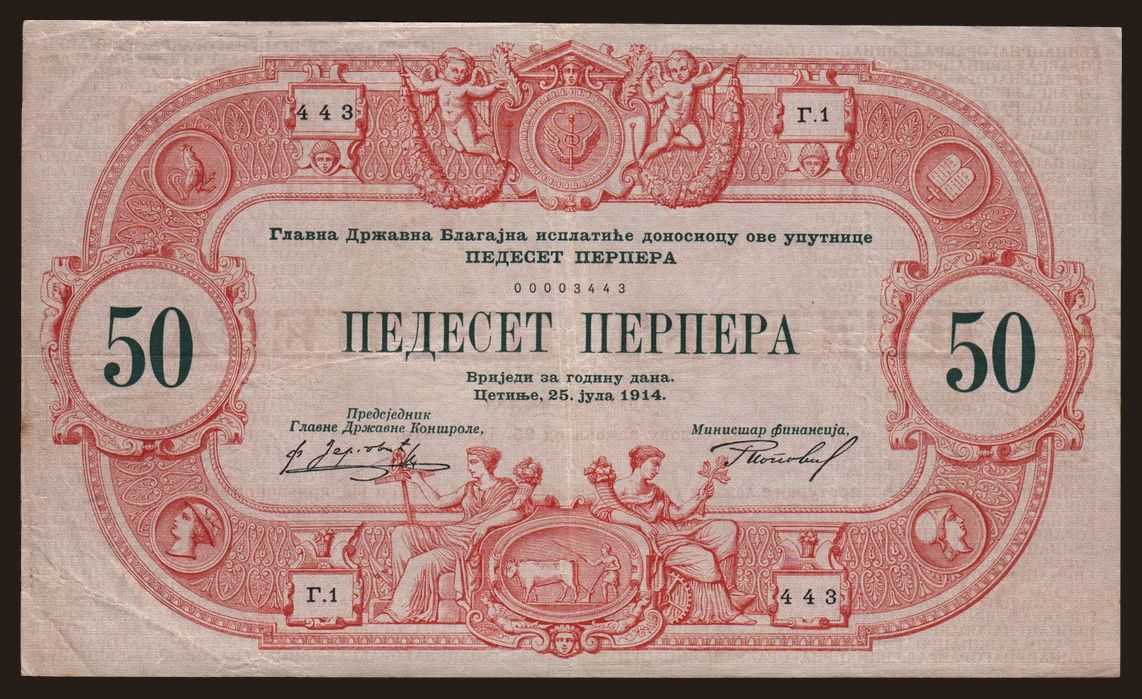 443
Г.1
Главна Државна Благајна исплатиће доносиоцу ове упутнице
ПЕДЕСЕТ ПЕРПЕРА
00003443
50
ПЕДЕСЕТ ПЕРПЕРА
50
Вриједи за годину дана.
Цетиње, 25. јула 1914.
Предсједник
Главне Државне Контроле,
Министар финансија,
Г.1
443